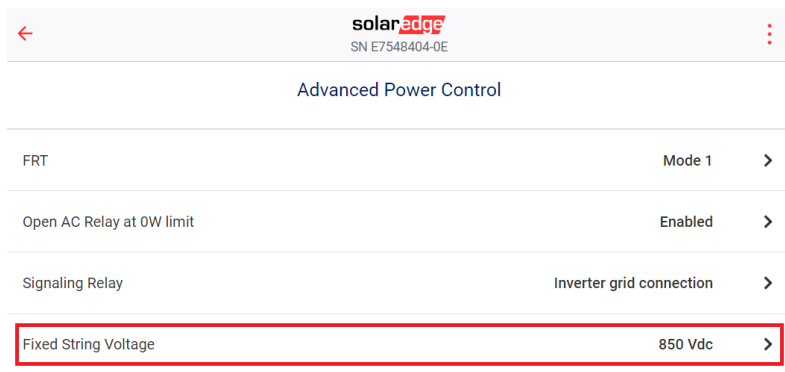 solaredge
SN E7548404-0E
Advanced Power Control
FRT Mode 1
Open AC Relay at 0W limit Enabled
Signaling Relay Inverter grid connection
Fixed String Voltage 850 Vdc